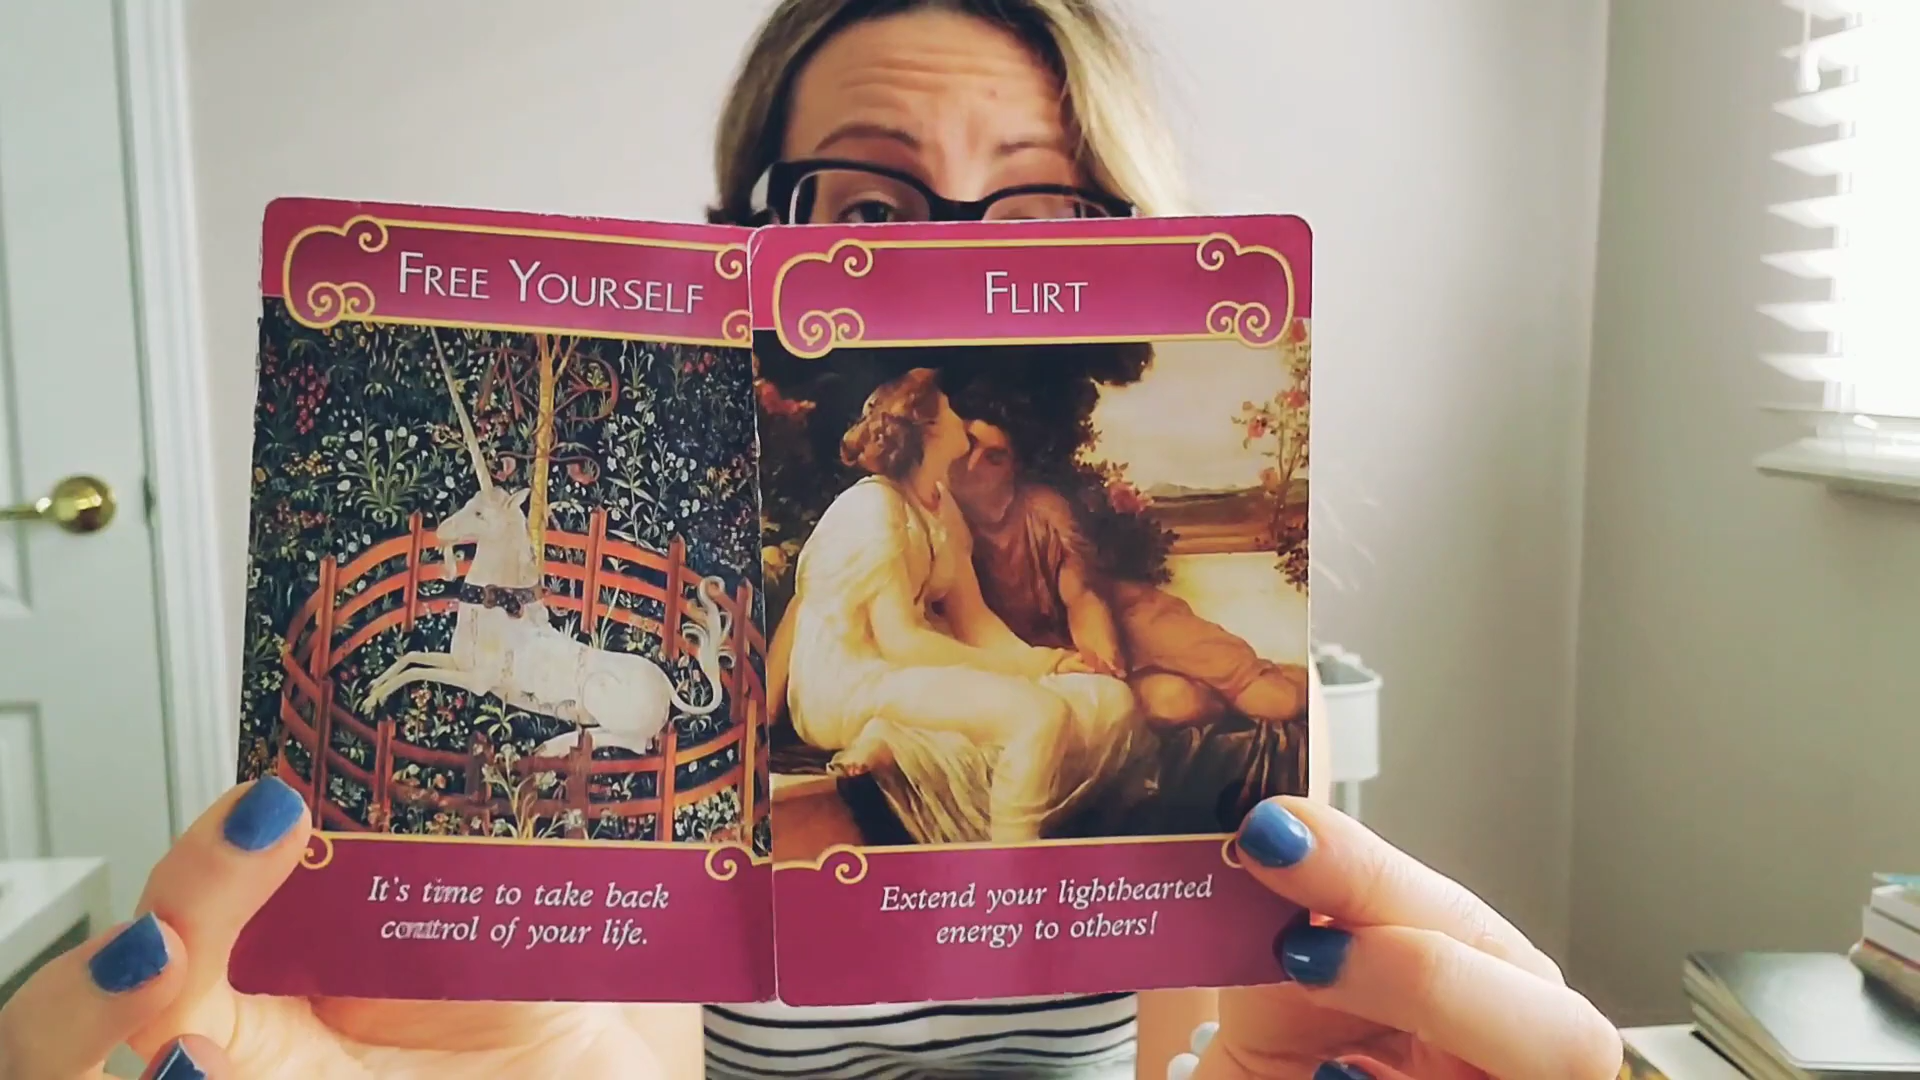 FREE YOURSELF
It's time to take back
control of your life.
FLIRT
Extend your lighthearted
energy to others!